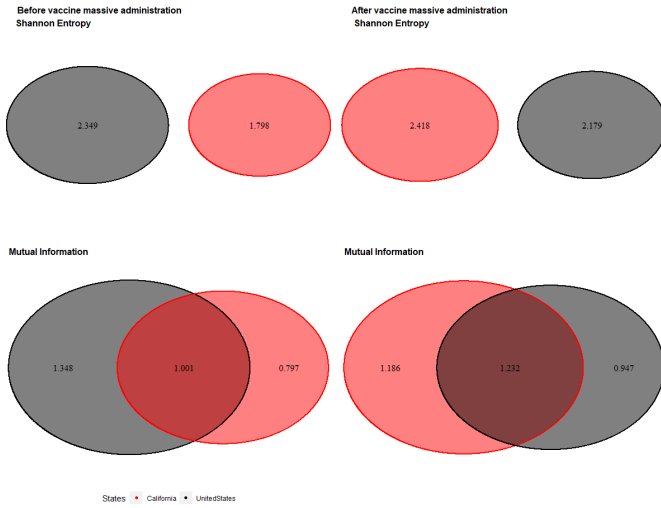 Before vaccine massive administration
Shannon Entropy
After vaccine massive administration
Shannon Entropy
2.349
1.798
2.418
2.179
Mutual Information
Mutual Information
1.348
1.001
0.797
1.186
1.232
0.947
States California UnitedStates